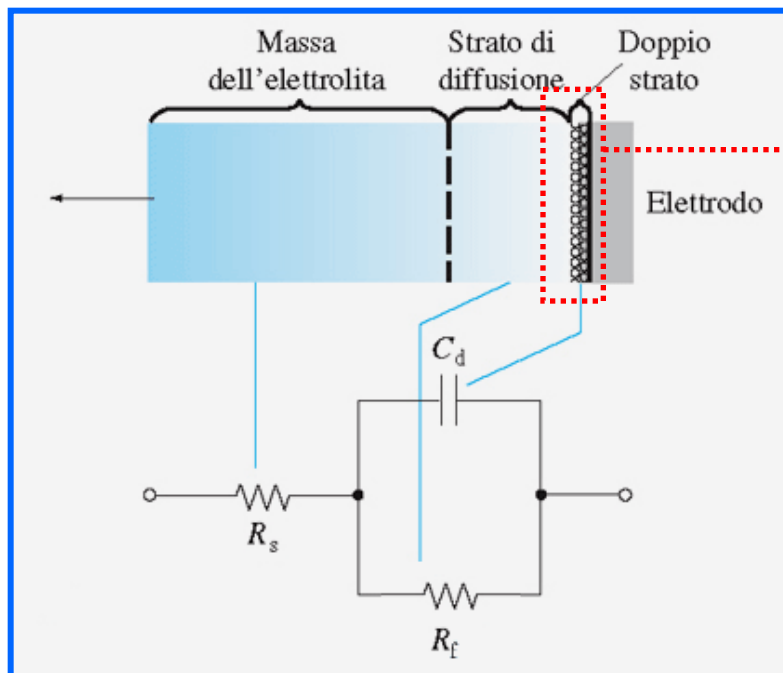 Massa
dell'elettrolita
Strato di
diffusione
Doppio
strato
Elettrodo
C_d
R_s
R_f